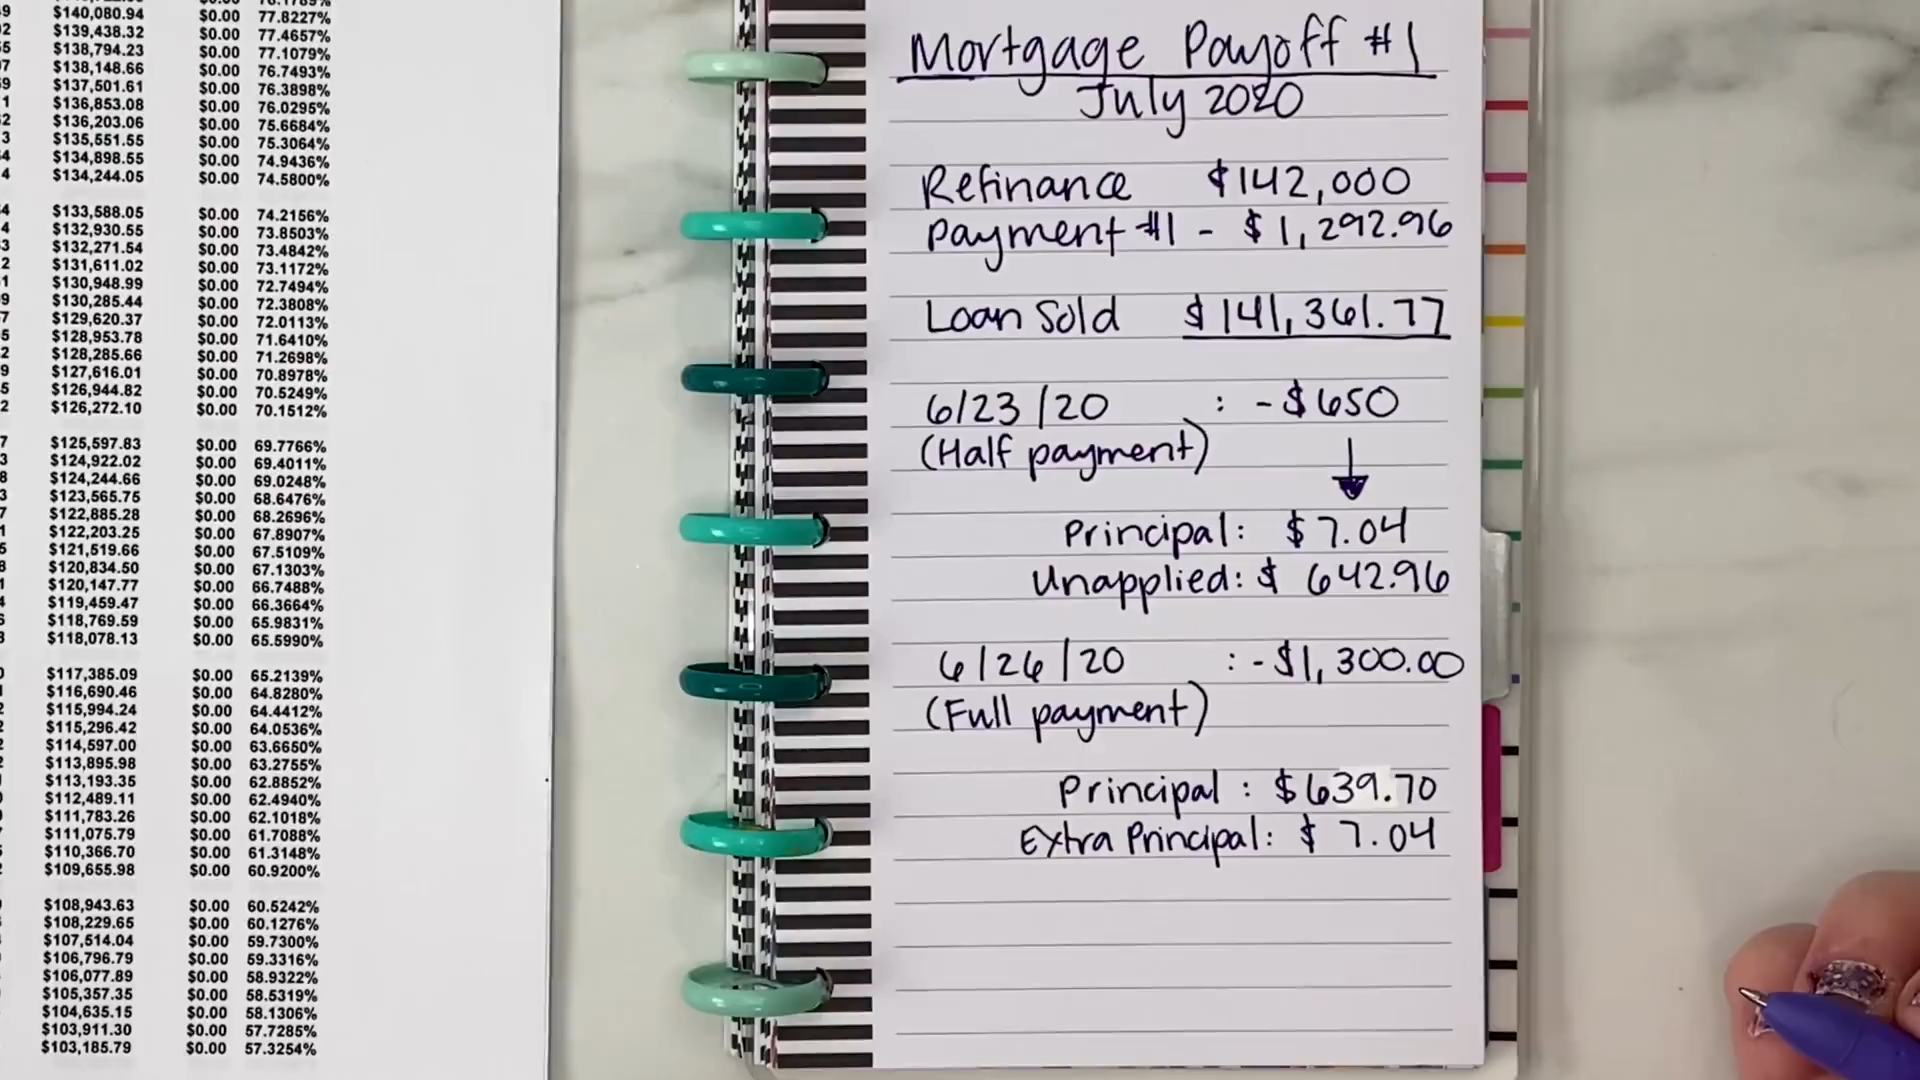 $140,080.94 $0.00 77.8227%
$139,438.32 $0.00 77.4657%
$138,794.23 $0.00 77.1079%
$138,148.66 $0.00 76.7493%
$137,501.61 $0.00 76.3898%
$136,853.08 $0.00 76.0295%
$136,203.06 $0.00 75.6684%
$135,551.55 $0.00 75.3064%
$134,898.55 $0.00 74.9436%
$134,244.05 $0.00 74.5800%
$133,588.05 $0.00 74.2156%
$132,930.55 $0.00 73.8503%
$132,271.54 $0.00 73.4842%
$131,611.02 $0.00 73.1172%
$130,948.99 $0.00 72.7494%
$130,285.44 $0.00 72.3808%
$129,620.37 $0.00 72.0113%
$128,953.78 $0.00 71.6410%
$128,285.66 $0.00 71.2698%
$127,616.01 $0.00 70.8978%
$126,944.82 $0.00 70.5249%
$126,272.10 $0.00 70.1512%
$125,597.83 $0.00 69.7766%
$124,922.02 $0.00 69.4011%
$124,244.66 $0.00 69.0248%
$123,565.75 $0.00 68.6476%
$122,885.28 $0.00 68.2696%
$122,203.25 $0.00 67.8907%
$121,519.66 $0.00 67.5109%
$120,834.50 $0.00 67.1303%
$120,147.77 $0.00 66.7488%
$119,459.47 $0.00 66.3664%
$118,769.59 $0.00 65.9831%
$118,078.13 $0.00 65.5990%
$117,385.09 $0.00 65.2139%
$116,690.46 $0.00 64.8280%
$115,994.24 $0.00 64.4412%
$115,296.42 $0.00 64.0536%
$114,597.00 $0.00 63.6650%
$113,895.98 $0.00 63.2755%
$113,193.35 $0.00 62.8852%
$112,489.11 $0.00 62.4940%
$111,783.26 $0.00 62.1018%
$111,075.79 $0.00 61.7088%
$110,366.70 $0.00 61.3148%
$109,655.98 $0.00 60.9200%
$108,943.63 $0.00 60.5242%
$108,229.65 $0.00 60.1276%
$107,514.04 $0.00 59.7300%
$106,796.79 $0.00 59.3316%
$106,077.89 $0.00 58.9322%
$105,357.35 $0.00 58.5319%
$104,635.15 $0.00 58.1306%
$103,911.30 $0.00 57.7285%
$103,185.79 $0.00 57.3254%
Mortgage Payoff #1
July 2020
Refinance $142,000
Payment #1 - $1,292.96
Loan Sold $141,361.77
6/23/20 : - $650
(Half payment)
Principal: $7.04
Unapplied: $ 642.96
6/26/20 : - $1,300.00
(Full payment)
Principal : $639.70
Extra Principal: $ 7.04